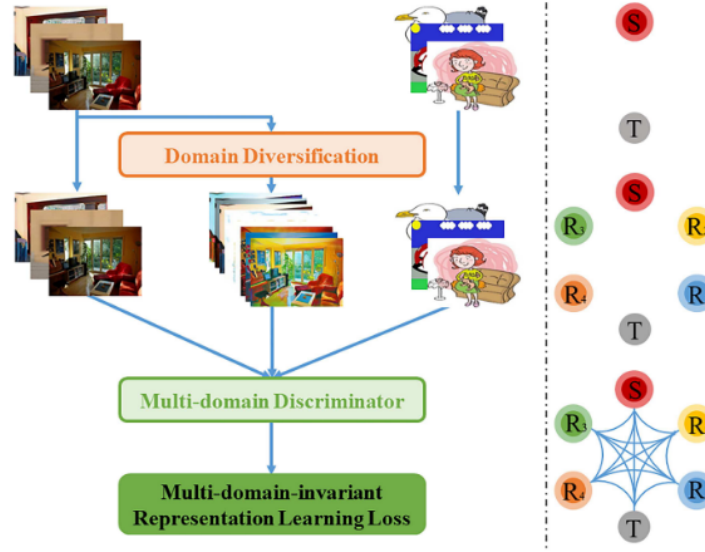 S
T
Domain Diversification
S
R₃
R
R₄
R
T
Multi-domain Discriminator
S
R₃
R
R₄
R
T
Multi-domain-invariant
Representation Learning Loss